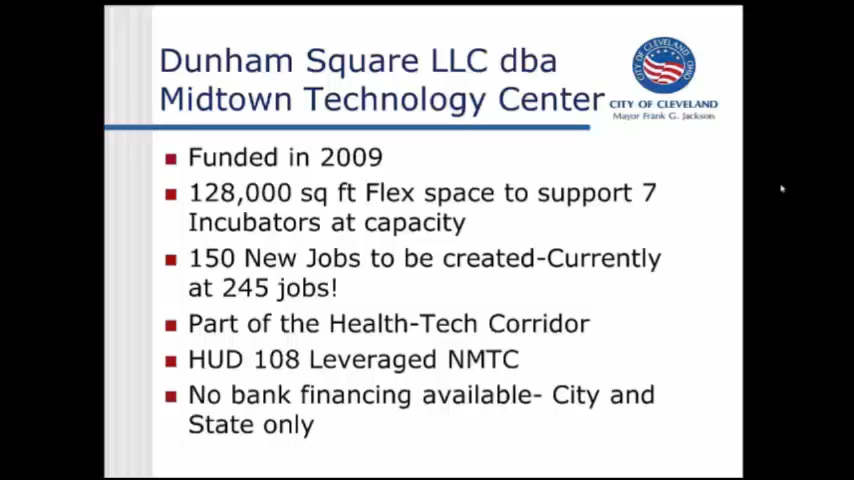 Dunham Square LLC dba
Midtown Technology Center
CITY OF CLEVELAND OHIO
CITY OF CLEVELAND
Mayor Frank G. Jackson
Funded in 2009
128,000 sq ft Flex space to support 7
Incubators at capacity
150 New Jobs to be created-Currently
at 245 jobs!
Part of the Health-Tech Corridor
HUD 108 Leveraged NMTC
No bank financing available- City and
State only